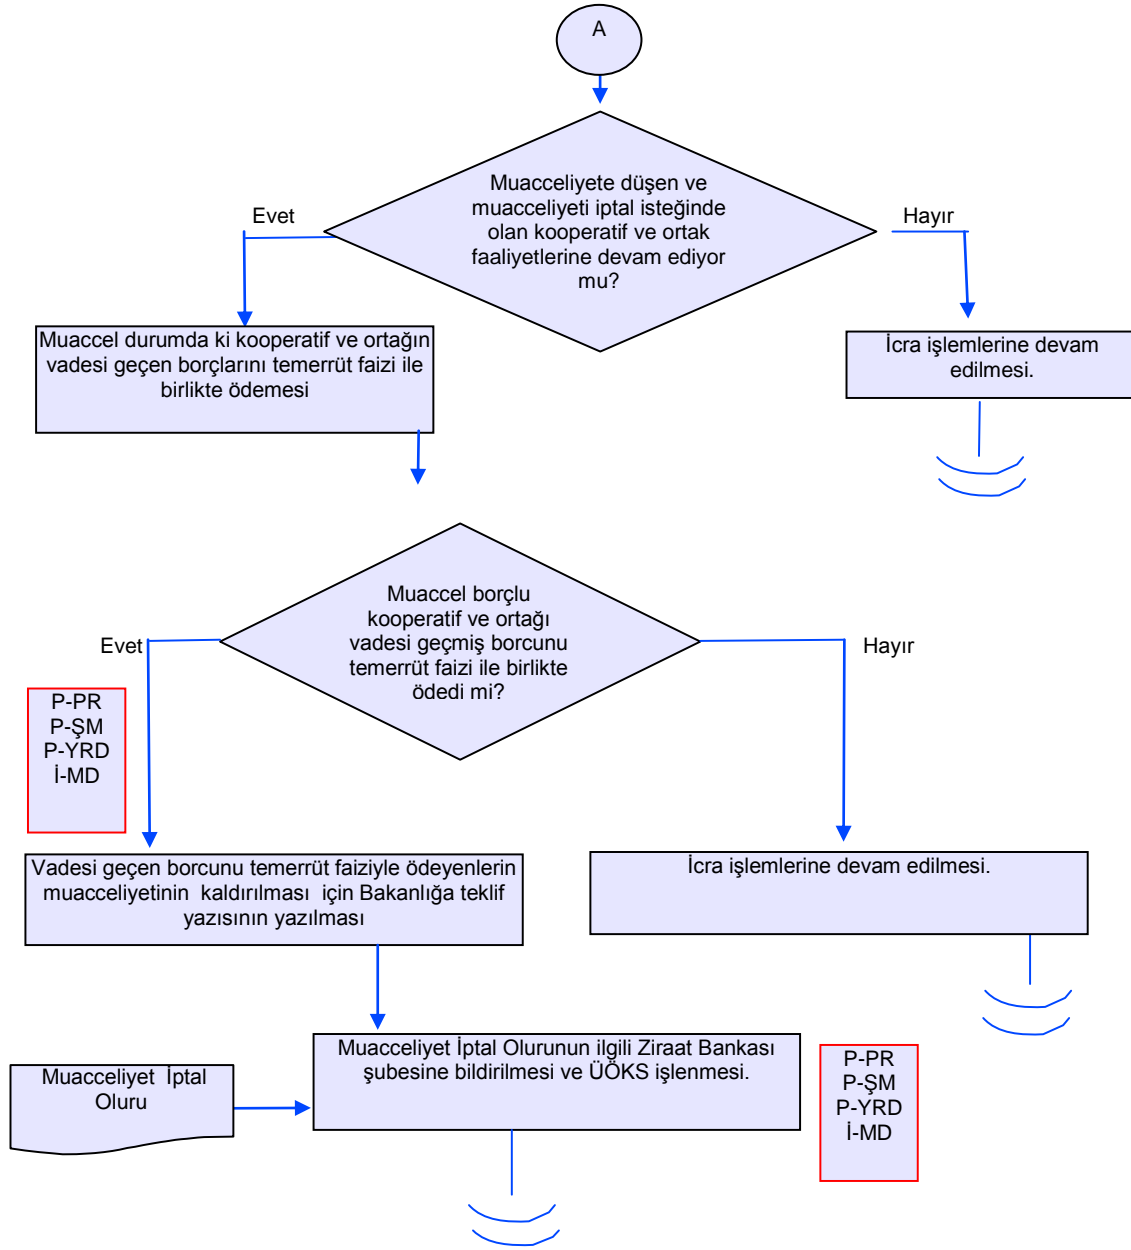 A
Muacceliyete düşen ve
muacceliyeti iptal isteğinde
olan kooperatif ve ortak
faaliyetlerine devam ediyor
mu?
Evet
Hayır
Muaccel durumda ki kooperatif ve ortağın
vadesi geçen borçlarını temerrüt faizi ile
birlikte ödemesi
İcra işlemlerine devam
edilmesi.
Muaccel borçlu
kooperatif ve ortağı
vadesi geçmiş borcunu
temerrüt faizi ile birlikte
ödedi mi?
Evet
Hayır
P-PR
P-ŞM
P-YRD
İ-MD
Vadesi geçen borcunu temerrüt faiziyle ödeyenlerin
muacceliyetinin kaldırılması için Bakanlığa teklif
yazısının yazılması
İcra işlemlerine devam edilmesi.
Muacceliyet İptal Olurunun ilgili Ziraat Bankası
şubesine bildirilmesi ve ÜÖKS işlenmesi.
Muacceliyet İptal
Oluru
P-PR
P-ŞM
P-YRD
İ-MD